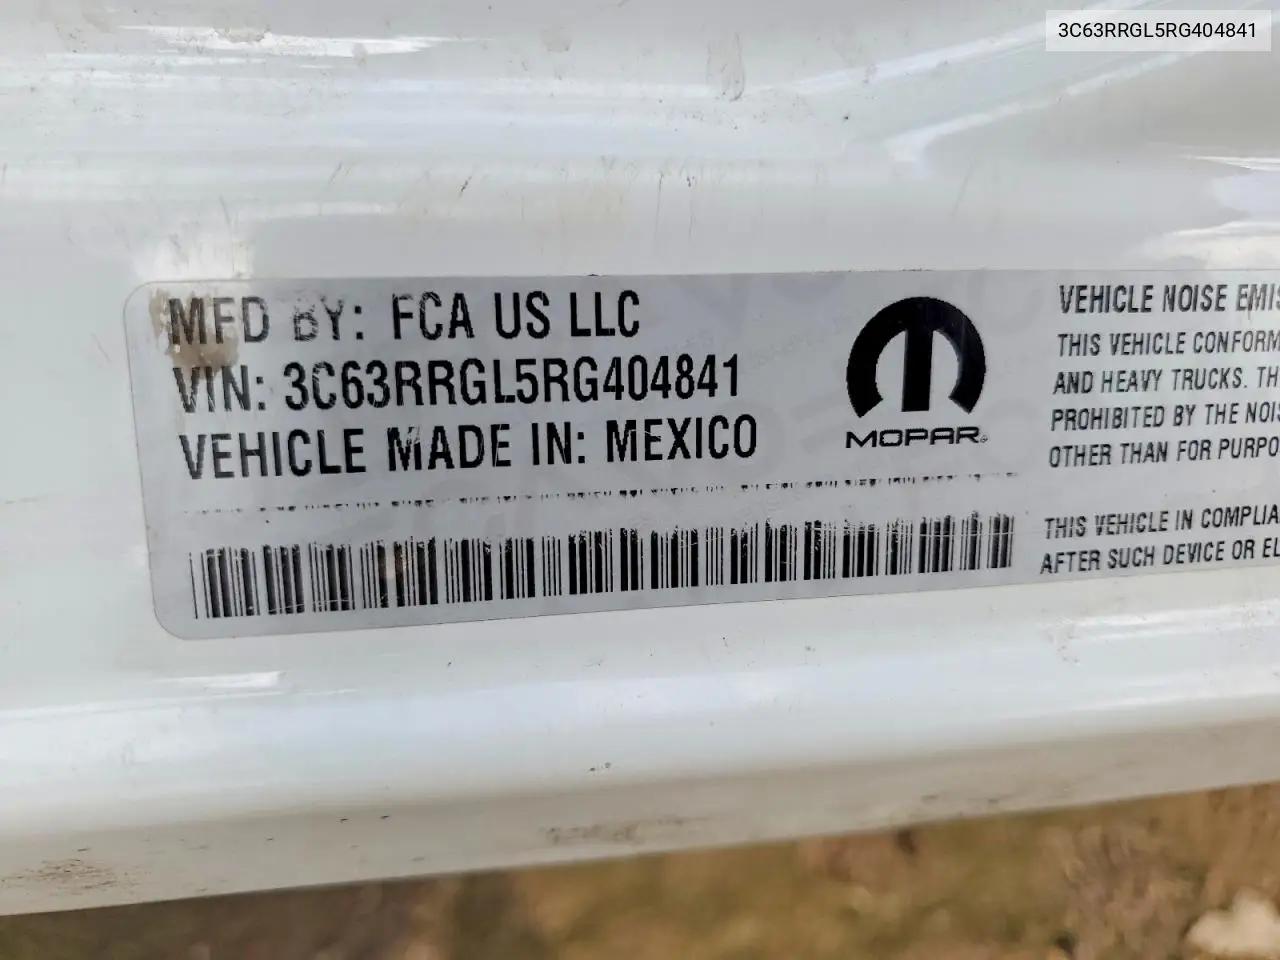 3C63RRGL5RG404841
MFD BY: FCA US LLC
VIN: 3C63RRGL5RG404841
VEHICLE MADE IN: MEXICO
MOPAR
VEHICLE NOISE EMIS
THIS VEHICLE CONFORM
AND HEAVY TRUCKS. TH
PROHIBITED BY THE NOIS
OTHER THAN FOR PURPO
THIS VEHICLE IN COMPLIA
AFTER SUCH DEVICE OR EL